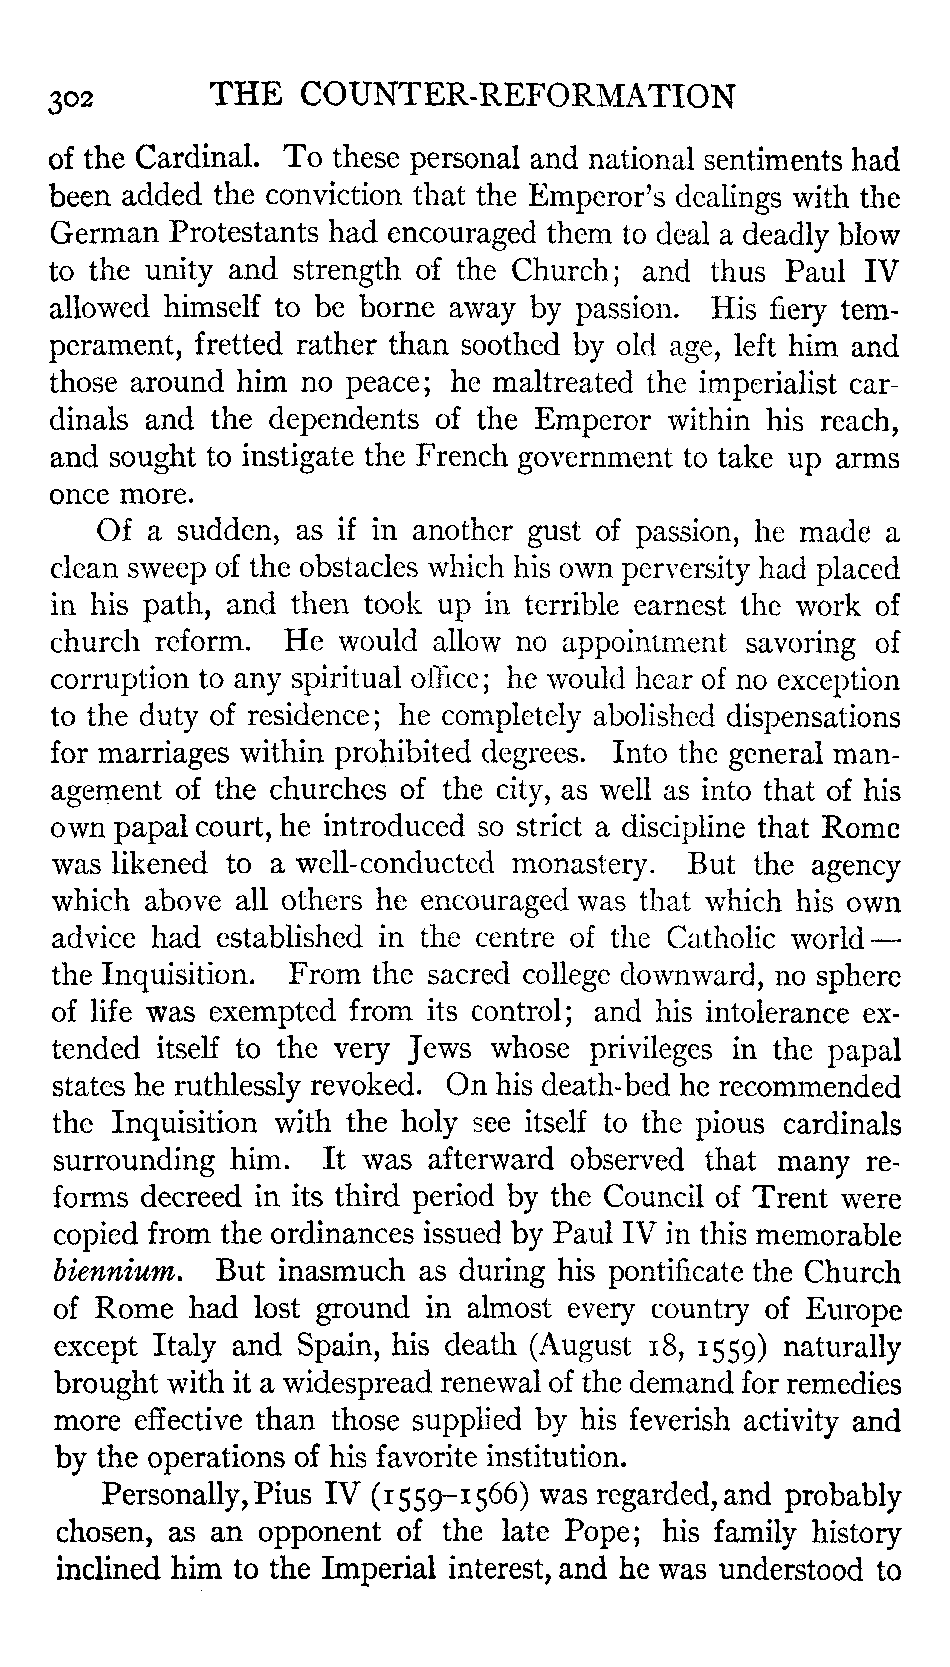 302 THE COUNTER-REFORMATION
of the Cardinal. To these personal and national sentiments had
been added the conviction that the Emperor's dealings with the
German Protestants had encouraged them to deal a deadly blow
to the unity and strength of the Church; and thus Paul IV
allowed himself to be borne away by passion. His fiery tem-
perament, fretted rather than soothed by old age, left him and
those around him no peace; he maltreated the imperialist car-
dinals and the dependents of the Emperor within his reach,
and sought to instigate the French government to take up arms
once more.
Of a sudden, as if in another gust of passion, he made a
clean sweep of the obstacles which his own perversity had placed
in his path, and then took up in terrible earnest the work of
church reform. He would allow no appointment savoring of
corruption to any spiritual office; he would hear of no exception
to the duty of residence; he completely abolished dispensations
for marriages within prohibited degrees. Into the general man-
agement of the churches of the city, as well as into that of his
own papal court, he introduced so strict a discipline that Rome
was likened to a well-conducted monastery. But the agency
which above all others he encouraged was that which his own
advice had established in the centre of the Catholic world—
the Inquisition. From the sacred college downward, no sphere
of life was exempted from its control; and his intolerance ex-
tended itself to the very Jews whose privileges in the papal
states he ruthlessly revoked. On his death-bed he recommended
the Inquisition with the holy see itself to the pious cardinals
surrounding him. It was afterward observed that many re-
forms decreed in its third period by the Council of Trent were
copied from the ordinances issued by Paul IV in this memorable
biennium. But inasmuch as during his pontificate the Church
of Rome had lost ground in almost every country of Europe
except Italy and Spain, his death (August 18, 1559) naturally
brought with it a widespread renewal of the demand for remedies
more effective than those supplied by his feverish activity and
by the operations of his favorite institution.
Personally, Pius IV (1559–1566) was regarded, and probably
chosen, as an opponent of the late Pope; his family history
inclined him to the Imperial interest, and he was understood to